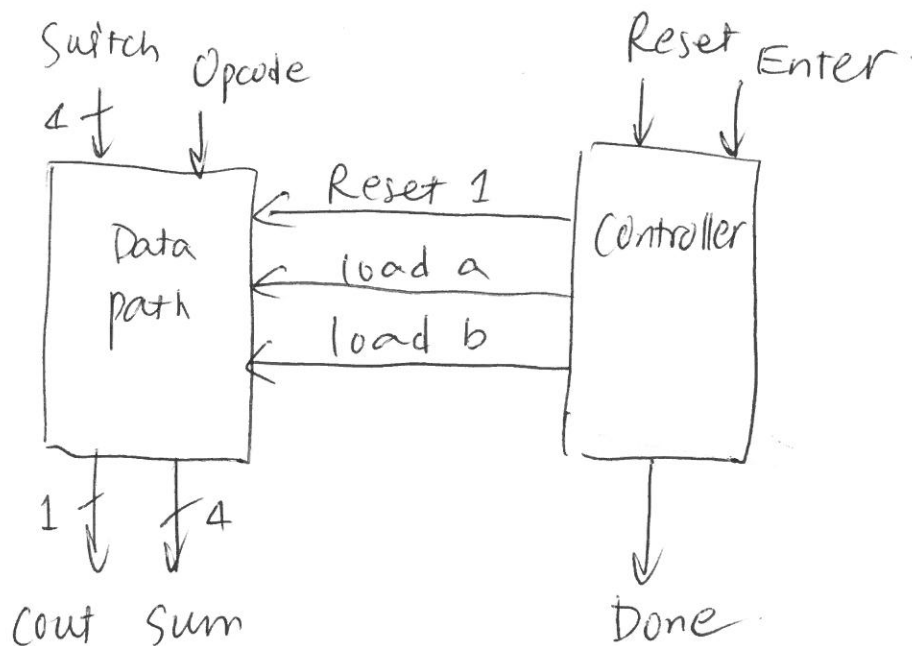 Switch
Opcode
Reset
Enter
4
Reset 1
Data
path
Controller
load a
load b
1
4
Cout
Sum
Done